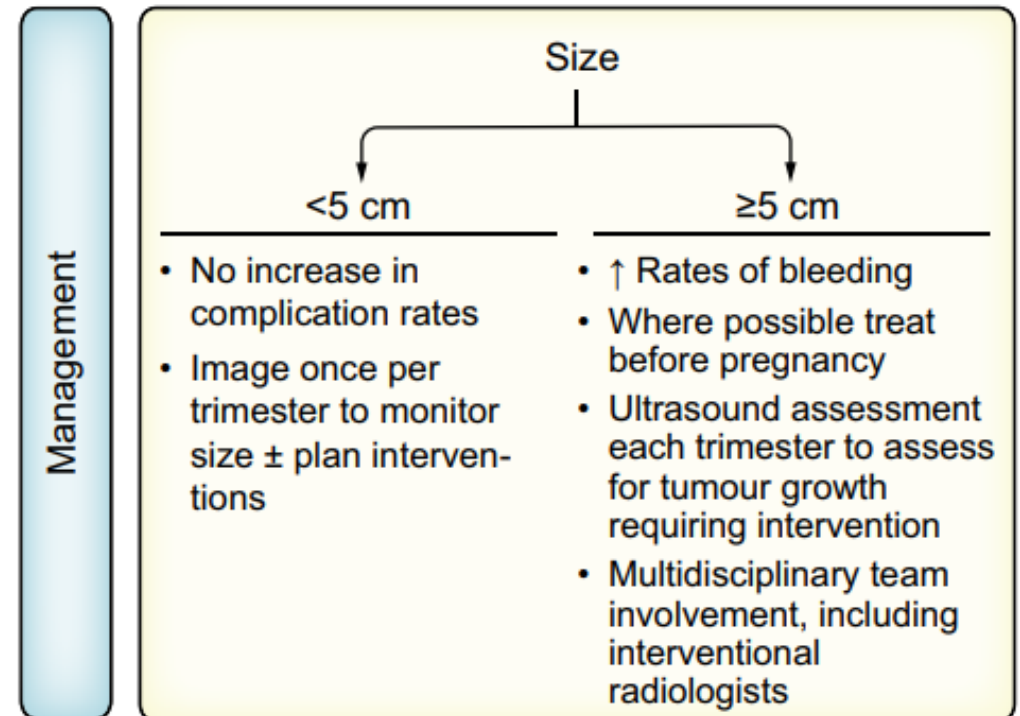 Management
Size
<5 cm
• No increase in
complication rates
• Image once per
trimester to monitor
size ± plan interven-
tions
≥5 cm
• ↑ Rates of bleeding
• Where possible treat
before pregnancy
• Ultrasound assessment
each trimester to assess
for tumour growth
requiring intervention
• Multidisciplinary team
involvement, including
interventional
radiologists